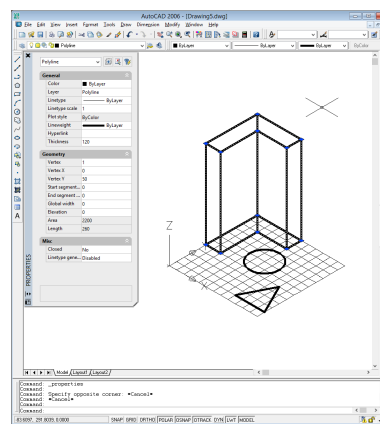 AutoCAD 2006 - [Drawing5.dwg]
File Edit View Insert Format Tools Draw Dimension Modify Window Express Help
Polyline ByLayer ByLayer ByLayer ByColor
Polyline
General
Color ByLayer
Layer Polyline
Linetype ByLayer
Linetype scale 1
Plot style ByColor
Lineweight ByLayer
Hyperlink
Thickness 120
Geometry
Vertex 1
Vertex X 0
Vertex Y 50
Start segment... 0
End segment... 0
Global width 0
Elevation 0
Area 2200
Length 260
Misc
Closed No
Linetype gene... Disabled
PROPERTIES
A
Z
X
Model Layout1 Layout2
Command: _properties
Command:
Command: Specify opposite corner: *Cancel*
Command: *Cancel*
Command:
Command:
SNAP GRID ORTHO POLAR OSNAP OTRACK DYN LWT MODEL